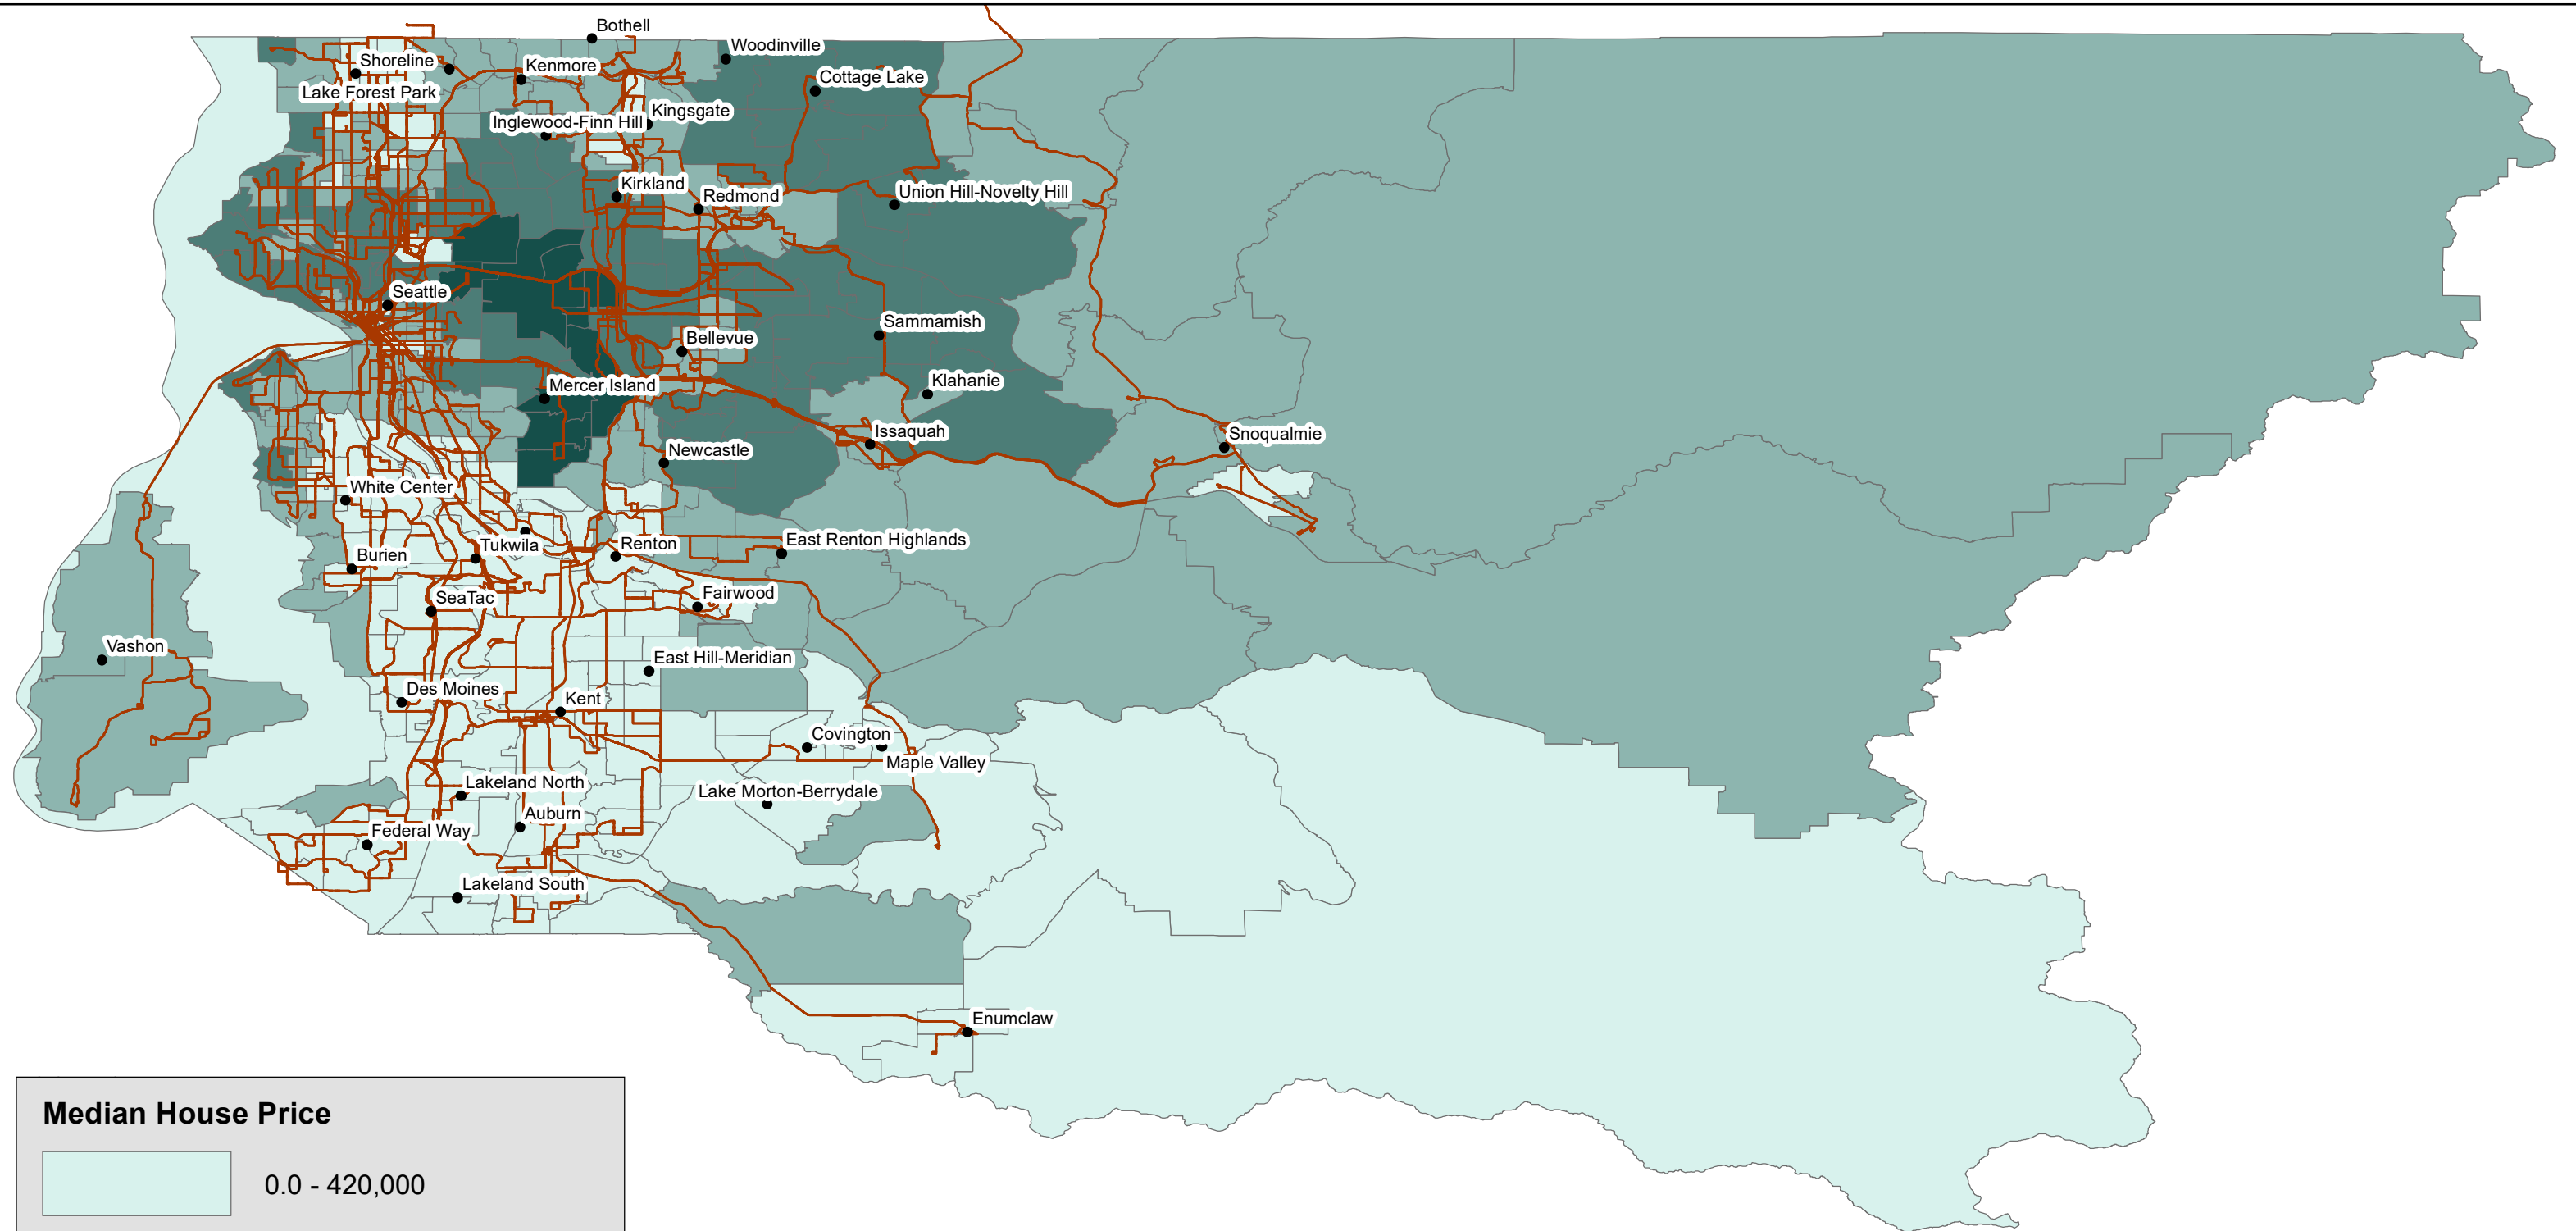 Bothell
Woodinville
Shoreline
Kenmore
Cottage Lake
Lake Forest Park
Kingsgate
Inglewood-Finn Hill
Kirkland
Redmond
Union Hill-Novelty Hill
Seattle
Sammamish
Bellevue
Mercer Island
Klahanie
Issaquah
Snoqualmie
Newcastle
White Center
Tukwila
Renton
East Renton Highlands
Burien
SeaTac
Fairwood
Vashon
East Hill-Meridian
Des Moines
Kent
Covington
Maple Valley
Lakeland North
Lake Morton-Berrydale
Auburn
Federal Way
Lakeland South
Enumclaw
Median House Price
0.0 - 420,000